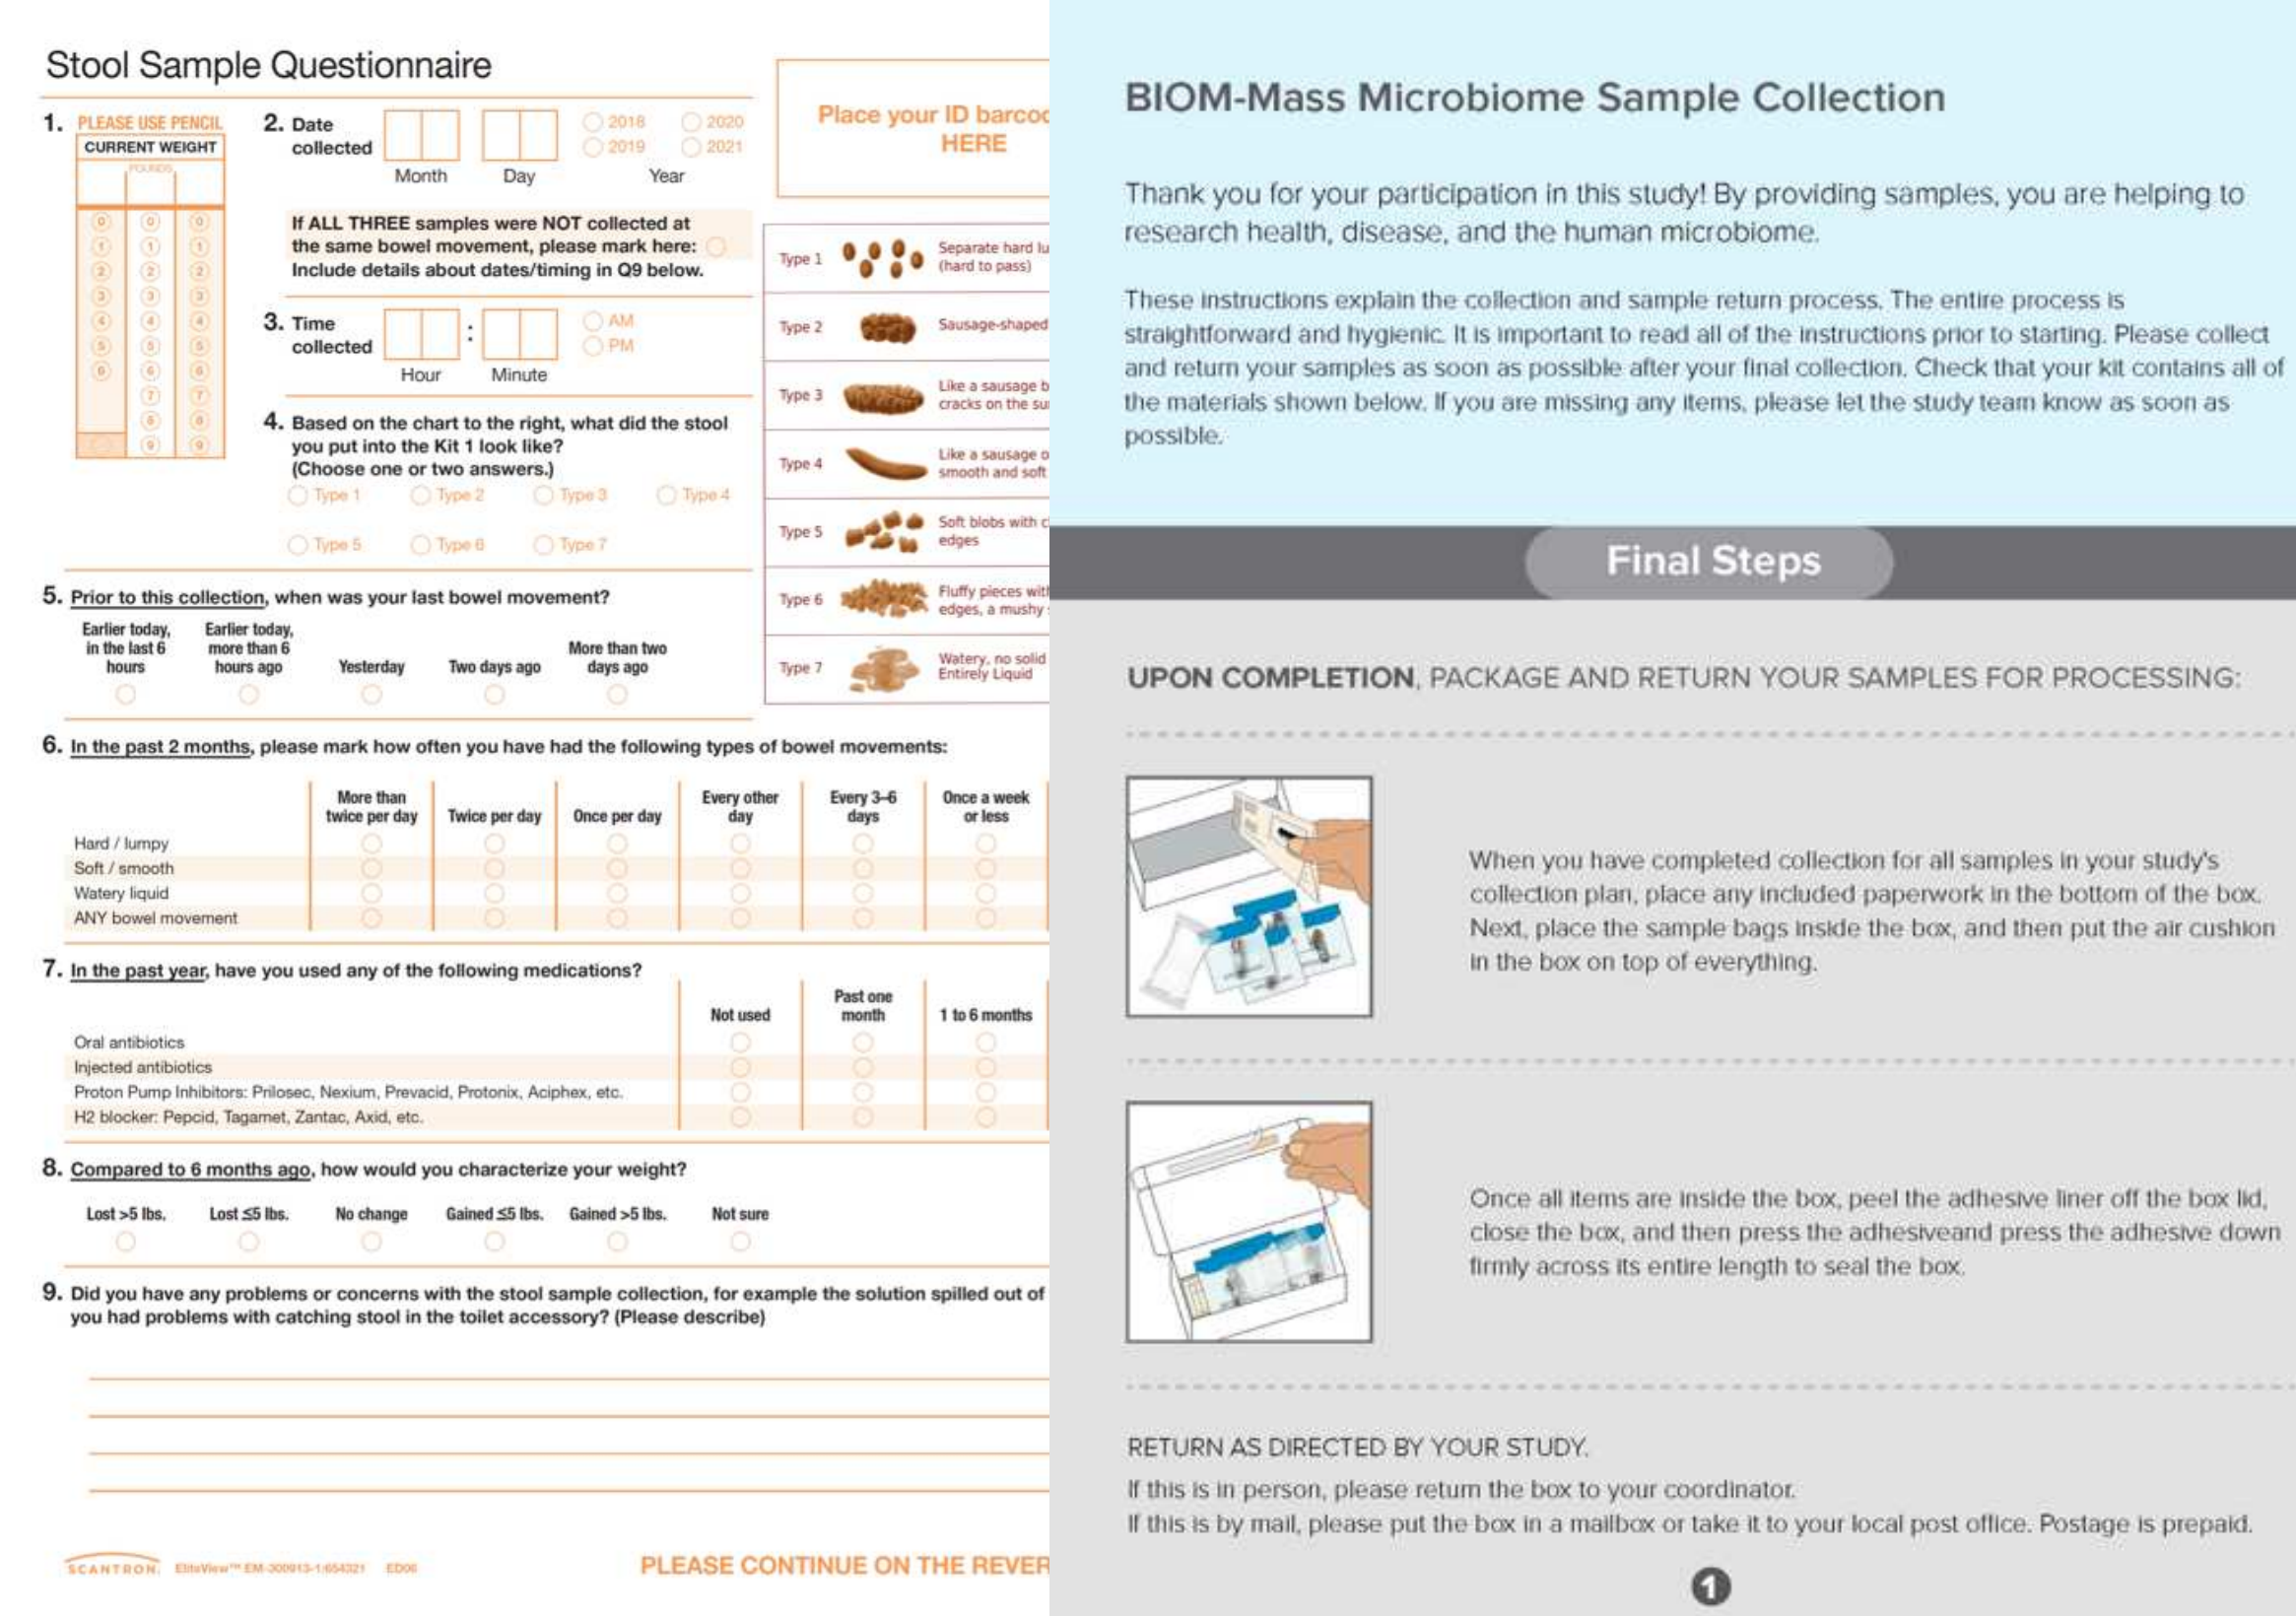 Stool Sample Questionnaire
1. PLEASE USE PENCIL
CURRENT WEIGHT
POUNDS
0 0 0
1 1 1
2 2 2
3 3 3
4 4 4
5 5 5
6 6 6
7 7
8 8
9 9
2. Date
collected
Month Day Year
2018 2020
2019 2021
If ALL THREE samples were NOT collected at
the same bowel movement, please mark here:
Include details about dates/timing in Q9 below.
3. Time
collected
:
AM
PM
Hour Minute
4. Based on the chart to the right, what did the stool
you put into the Kit 1 look like?
(Choose one or two answers.)
Type 1 Type 2 Type 3 Type 4
Type 5 Type 6 Type 7
Place your ID barcod
HERE
Type 1 Separate hard lu
(hard to pass)
Type 2 Sausage-shaped
Type 3 Like a sausage b
cracks on the su
Type 4 Like a sausage o
smooth and soft
Type 5 Soft blobs with c
edges
Type 6 Fluffy pieces wit
edges, a mushy
Type 7 Watery, no solid
Entirely Liquid
5. Prior to this collection, when was your last bowel movement?
Earlier today,
in the last 6
hours
Earlier today,
more than 6
hours ago
Yesterday
Two days ago
More than two
days ago
6. In the past 2 months, please mark how often you have had the following types of bowel movements:
More than
twice per day
Twice per day
Once per day
Every other
day
Every 3–6
days
Once a week
or less
Hard / lumpy
Soft / smooth
Watery liquid
ANY bowel movement
7. In the past year, have you used any of the following medications?
Not used
Past one
month
1 to 6 months
Oral antibiotics
Injected antibiotics
Proton Pump Inhibitors: Prilosec, Nexium, Prevacid, Protonix, Aciphex, etc.
H2 blocker: Pepcid, Tagamet, Zantac, Axid, etc.
8. Compared to 6 months ago, how would you characterize your weight?
Lost >5 lbs. Lost ≤5 lbs. No change Gained ≤5 lbs. Gained >5 lbs. Not sure
9. Did you have any problems or concerns with the stool sample collection, for example the solution spilled out of
you had problems with catching stool in the toilet accessory? (Please describe)
SCANTRON. EliteView™ EM-300913-1:654321 ED06
PLEASE CONTINUE ON THE REVER
BIOM-Mass Microbiome Sample Collection
Thank you for your participation in this study! By providing samples, you are helping to
research health, disease, and the human microbiome.
These instructions explain the collection and sample return process. The entire process is
straightforward and hygienic. It is important to read all of the instructions prior to starting. Please collect
and return your samples as soon as possible after your final collection. Check that your kit contains all of
the materials shown below. If you are missing any items, please let the study team know as soon as
possible.
Final Steps
UPON COMPLETION, PACKAGE AND RETURN YOUR SAMPLES FOR PROCESSING:
When you have completed collection for all samples in your study's
collection plan, place any included paperwork in the bottom of the box.
Next, place the sample bags inside the box, and then put the air cushion
in the box on top of everything.
Once all items are inside the box, peel the adhesive liner off the box lid,
close the box, and then press the adhesiveand press the adhesive down
firmly across its entire length to seal the box.
RETURN AS DIRECTED BY YOUR STUDY.
If this is in person, please return the box to your coordinator.
If this is by mail, please put the box in a mailbox or take it to your local post office. Postage is prepaid.
1